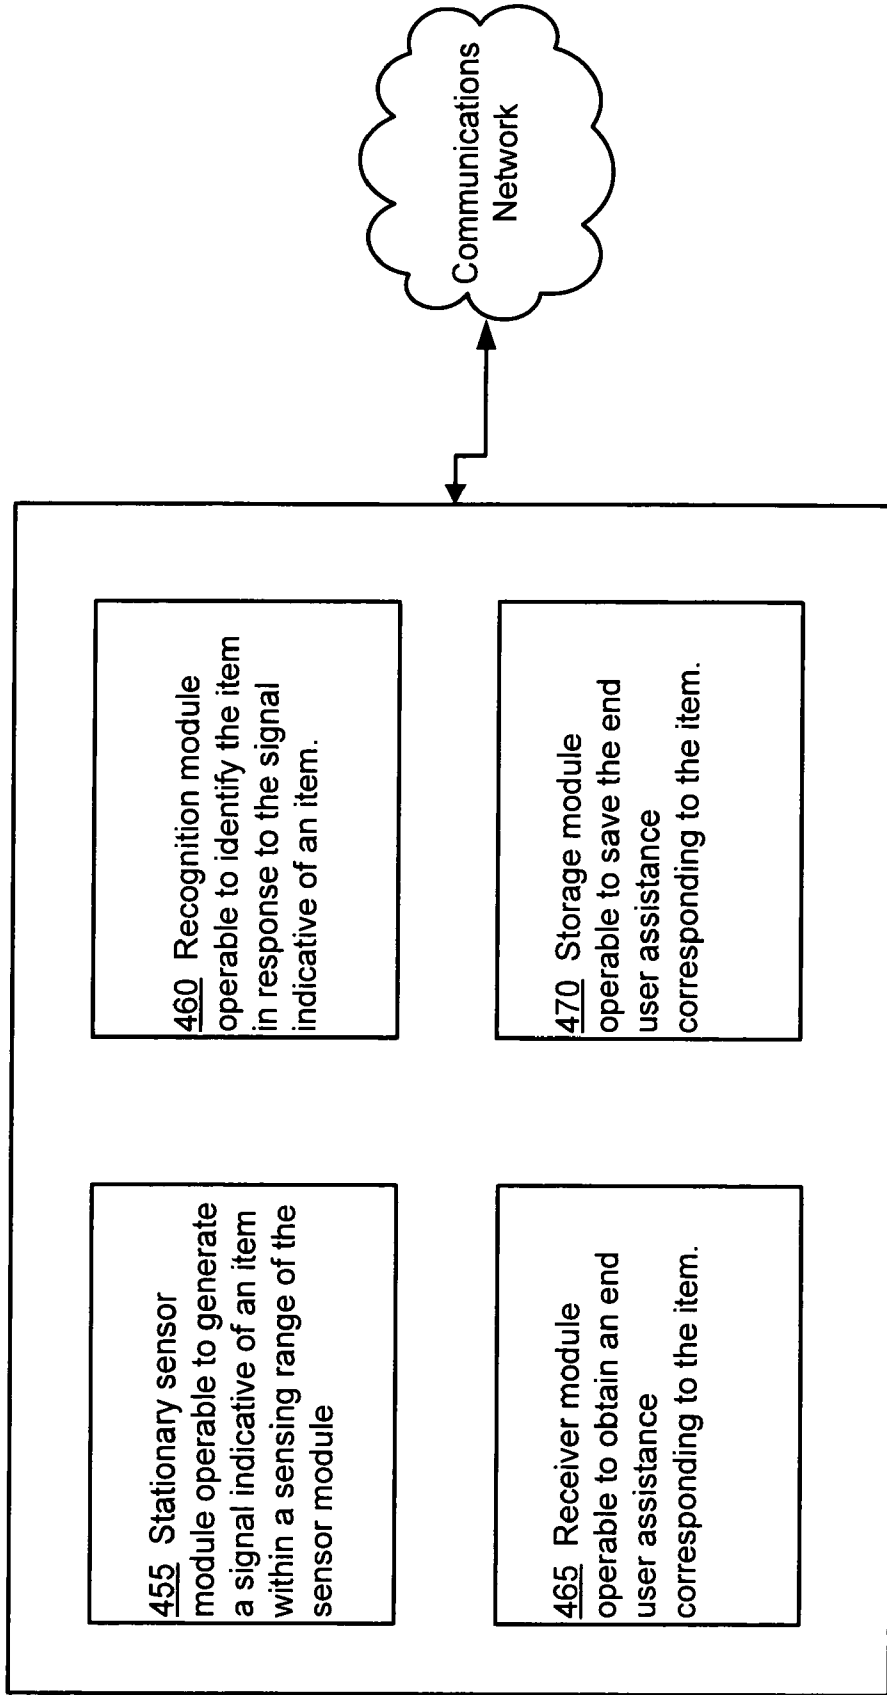 455 Stationary sensor
module operable to generate
a signal indicative of an item
within a sensing range of the
sensor module
460 Recognition module
operable to identify the item
in response to the signal
indicative of an item.
465 Receiver module
operable to obtain an end
user assistance
corresponding to the item.
470 Storage module
operable to save the end
user assistance
corresponding to the item.
Communications
Network